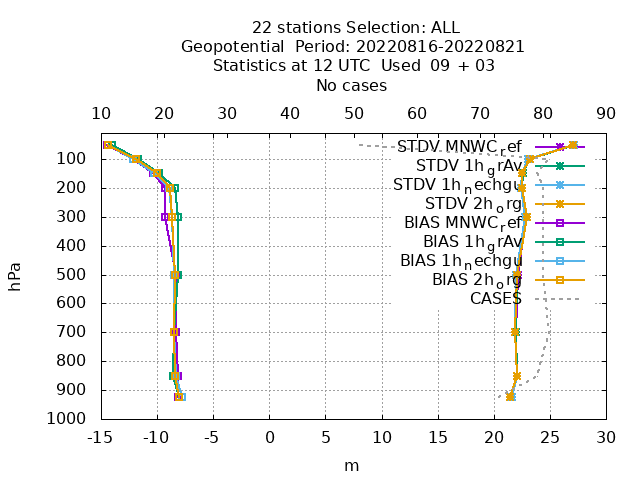 22 stations Selection: ALL
Geopotential  Period: 20220816-20220821
Statistics at 12 UTC  Used  09 + 03
No cases
10 20 30 40 50 60 70 80 90
STDV MNWC_ref
STDV 1h_grAv
STDV 1h_nechgu
STDV 2h_org
BIAS MNWC_ref
BIAS 1h_grAv
BIAS 1h_nechgu
BIAS 2h_org
CASES
100
200
300
400
500
600
700
800
900
1000
hPa
-15 -10 -5 0 5 10 15 20 25 30
m